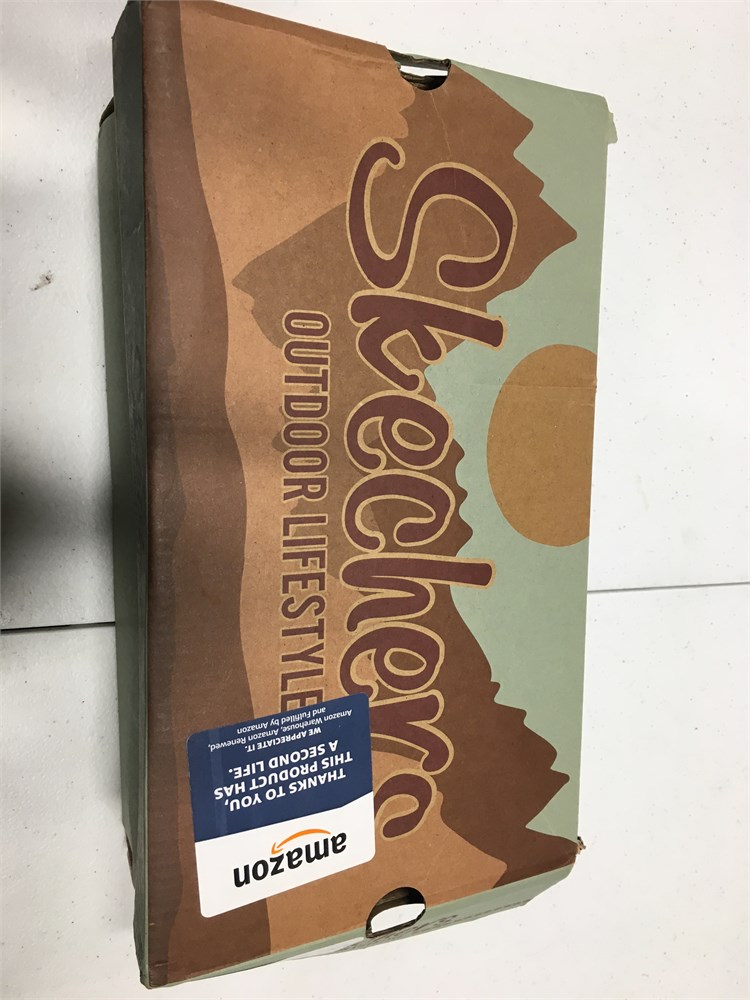 Skechers
OUTDOOR LIFESTYLE
amazon
THANKS TO YOU,
THIS PRODUCT HAS
A SECOND LIFE.
WE APPRECIATE IT.
Amazon Warehouse, Amazon Renewed,
and Fulfilled by Amazon